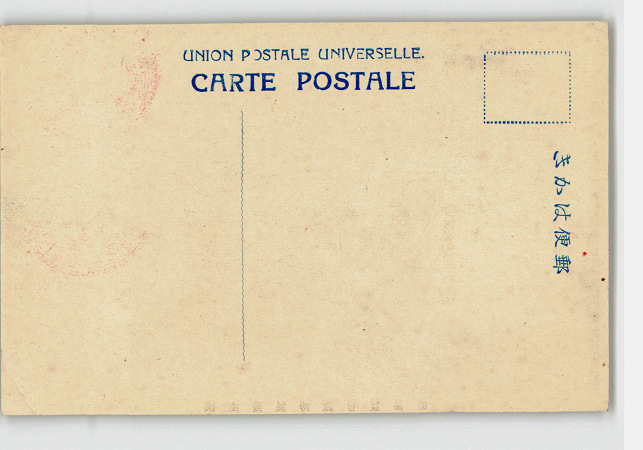 UNION POSTALE UNIVERSELLE.
CARTE POSTALE
きかは便郵